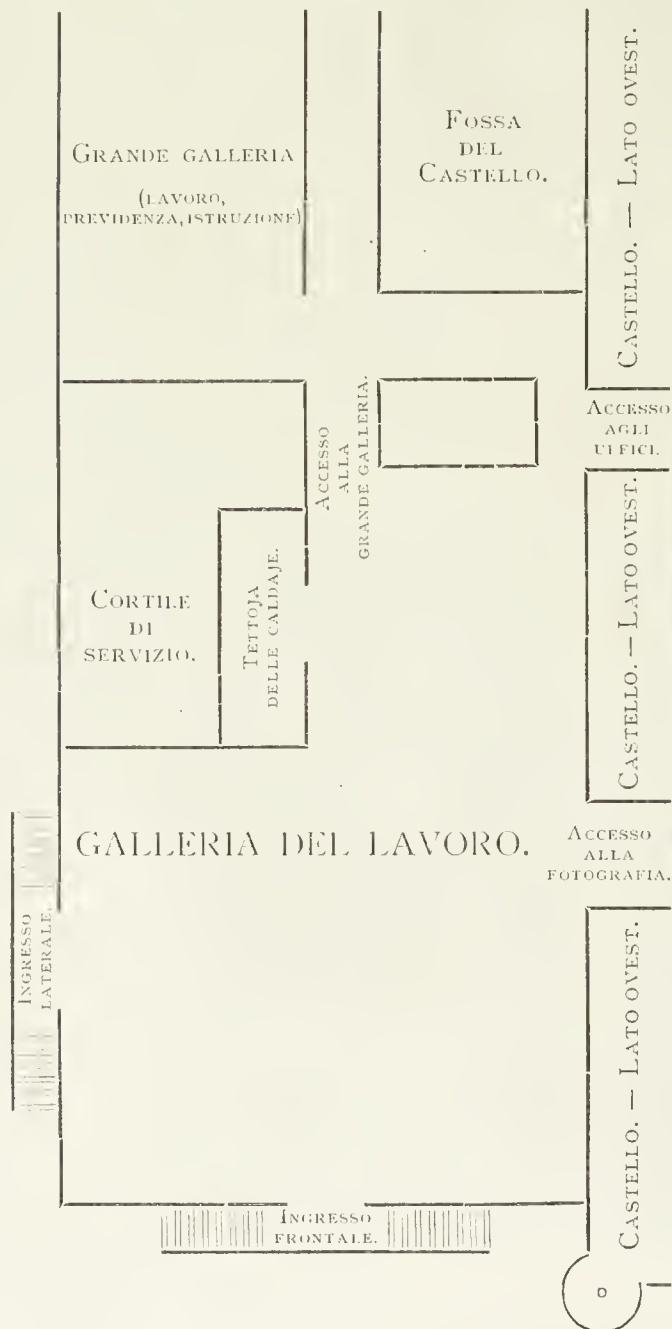 GRANDE GALLERIA
(LAVORO,
PREVIDENZA, ISTRUZIONE)
FOSSA
DEL
CASTELLO.
CASTELLO. — LATO OVEST.
ACCESSO
ALLA
GRANDE GALLERIA.
ACCESSO
AGLI
UFFICI.
CORTILE
DI
SERVIZIO.
TETTOJA
DELLE CALDAJE.
CASTELLO. — LATO OVEST.
GALLERIA DEL LAVORO.
ACCESSO
ALLA
FOTOGRAFIA.
INGRESSO
LATERALE.
CASTELLO. — LATO OVEST.
INGRESSO
FRONTALE.
D